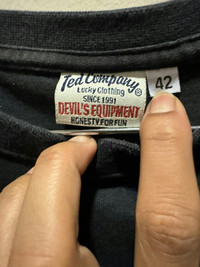 Ted Company®
Lucky Clothing
SINCE 1991
DEVIL'S EQUIPMENT
HONESTY FOR FUN
42